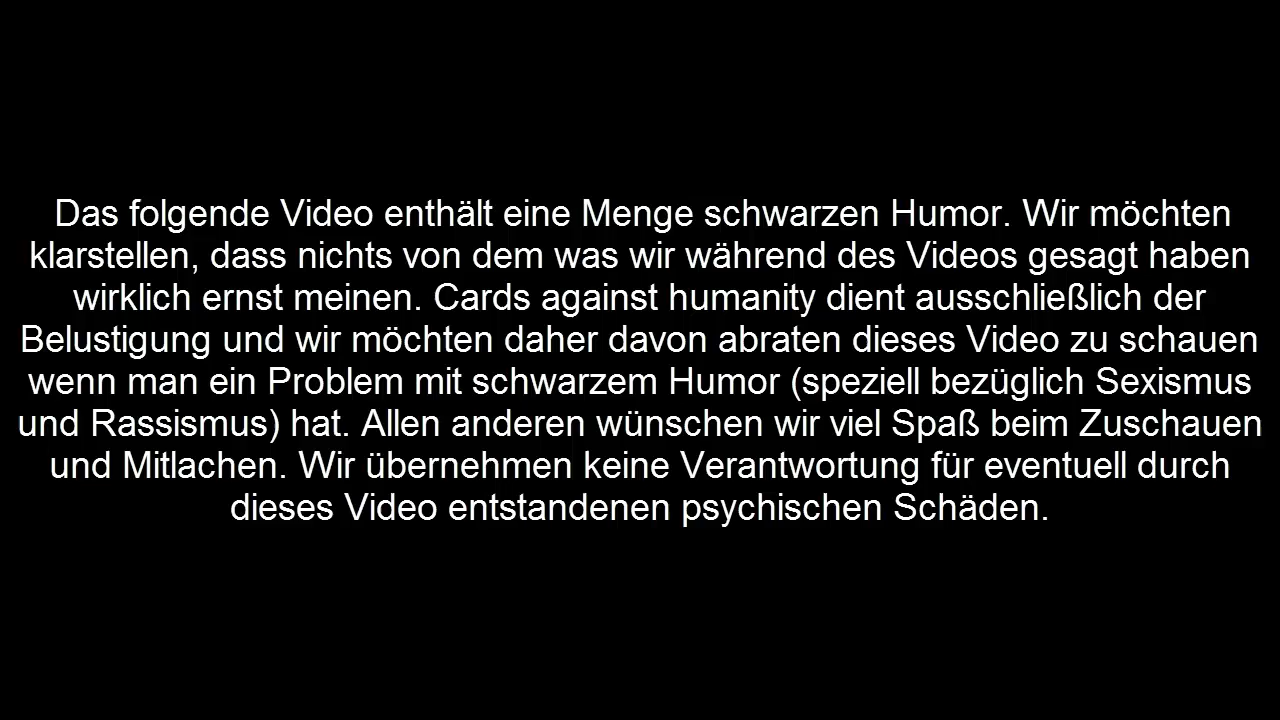 Das folgende Video enthält eine Menge schwarzen Humor. Wir möchten
klarstellen, dass nichts von dem was wir während des Videos gesagt haben
wirklich ernst meinen. Cards against humanity dient ausschließlich der
Belustigung und wir möchten daher davon abraten dieses Video zu schauen
wenn man ein Problem mit schwarzem Humor (speziell bezüglich Sexismus
und Rassismus) hat. Allen anderen wünschen wir viel Spaß beim Zuschauen
und Mitlachen. Wir übernehmen keine Verantwortung für eventuell durch
dieses Video entstandenen psychischen Schäden.